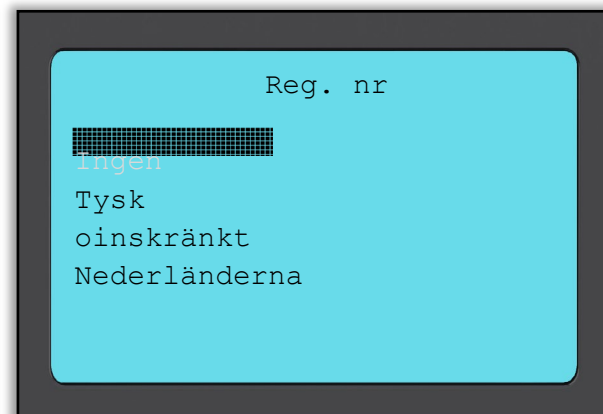 Reg. nr
Ingen
Tysk
oinskränkt
Nederländerna